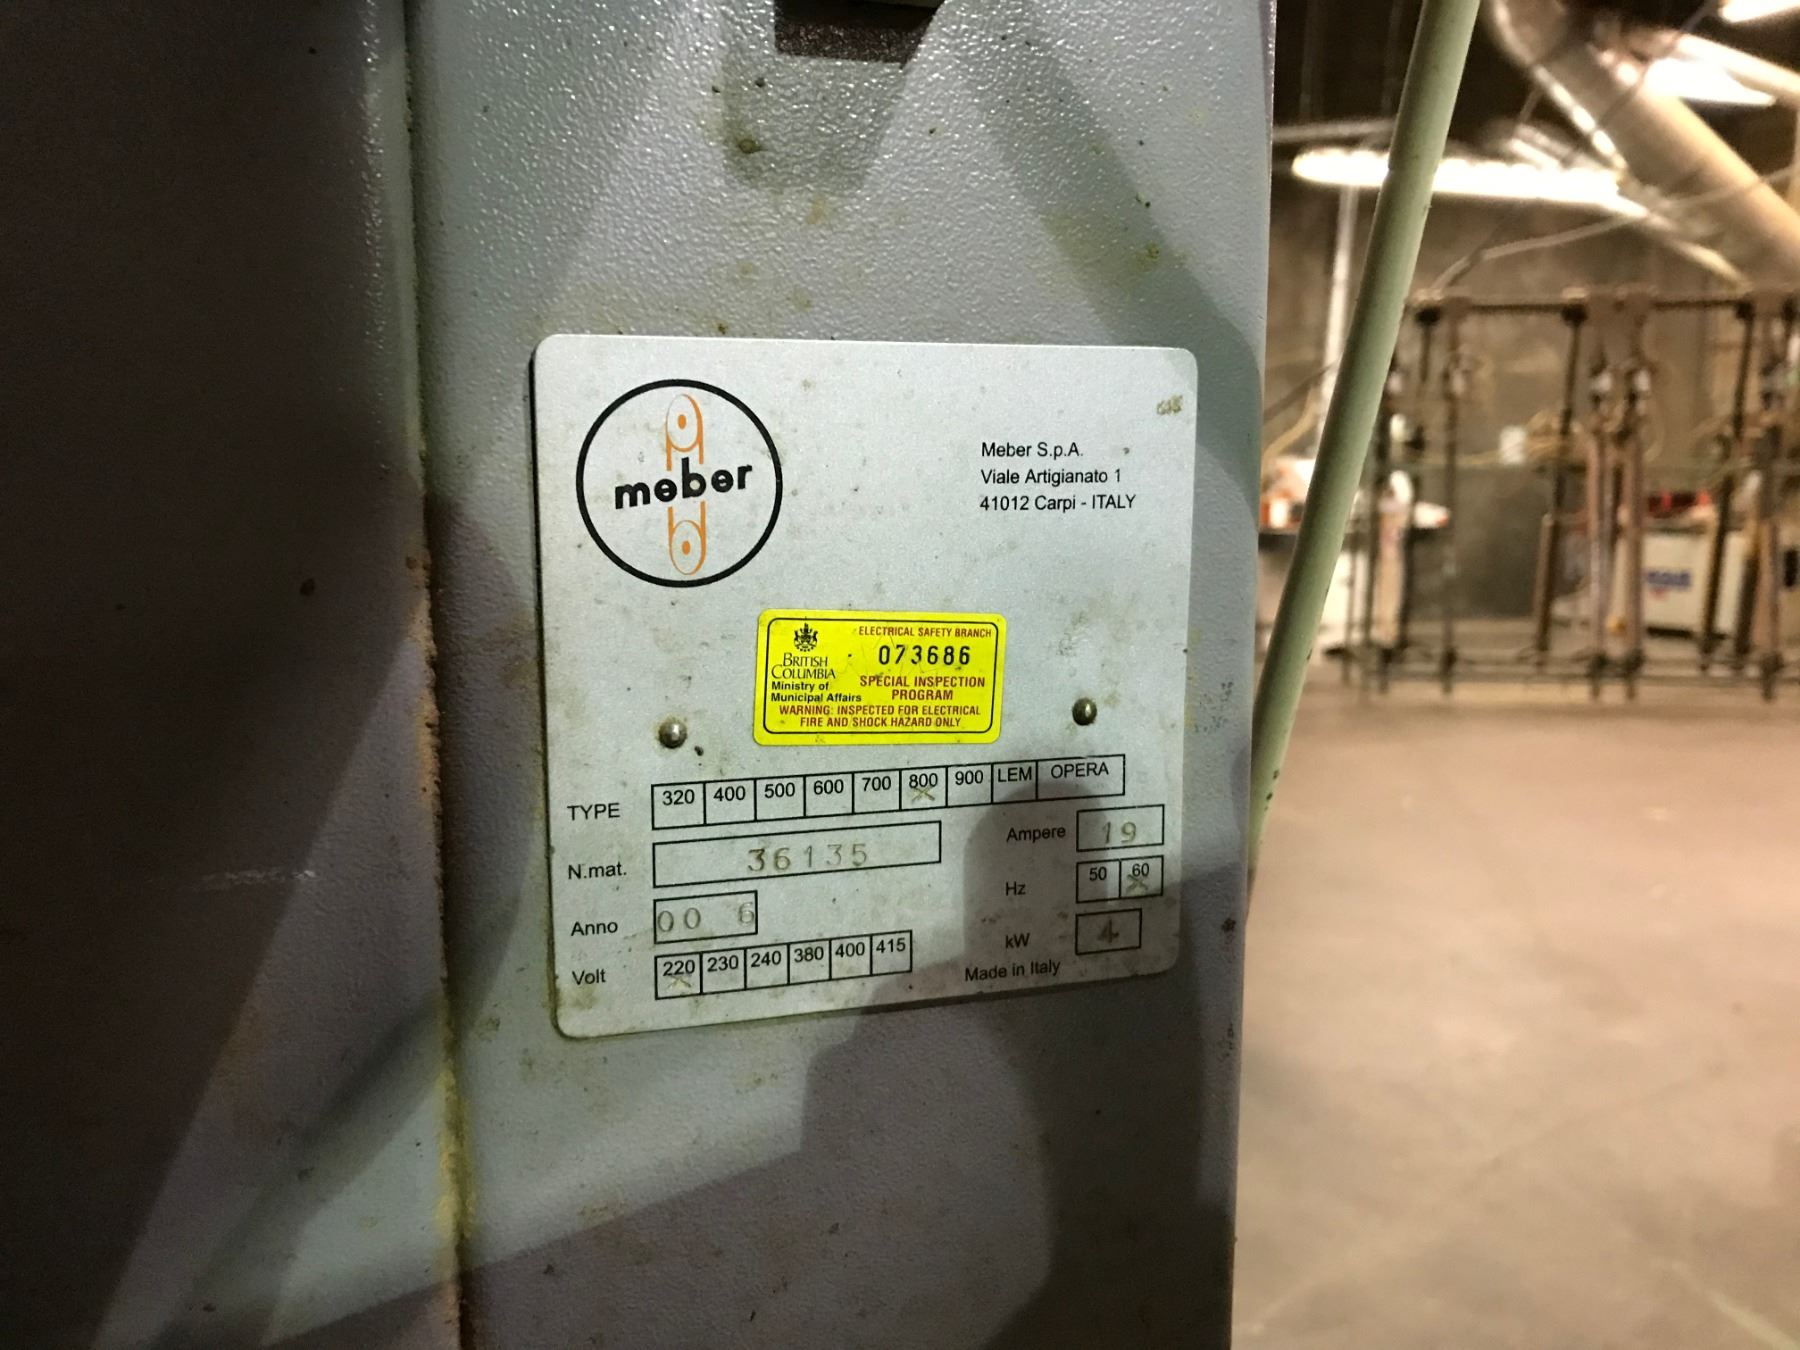 meber
Meber S.p.A.
Viale Artigianato 1
41012 Carpi - ITALY
ELECTRICAL SAFETY BRANCH
073686
BRITISH
COLUMBIA
Ministry of
Municipal Affairs
SPECIAL INSPECTION
PROGRAM
WARNING: INSPECTED FOR ELECTRICAL
FIRE AND SHOCK HAZARD ONLY
TYPE 320 400 500 600 700 800 900 LEM OPERA
N.mat. 36135
Ampere 19
Anno 00 6
Hz 50 60
Volt 220 230 240 380 400 415
kW 4
Made in Italy